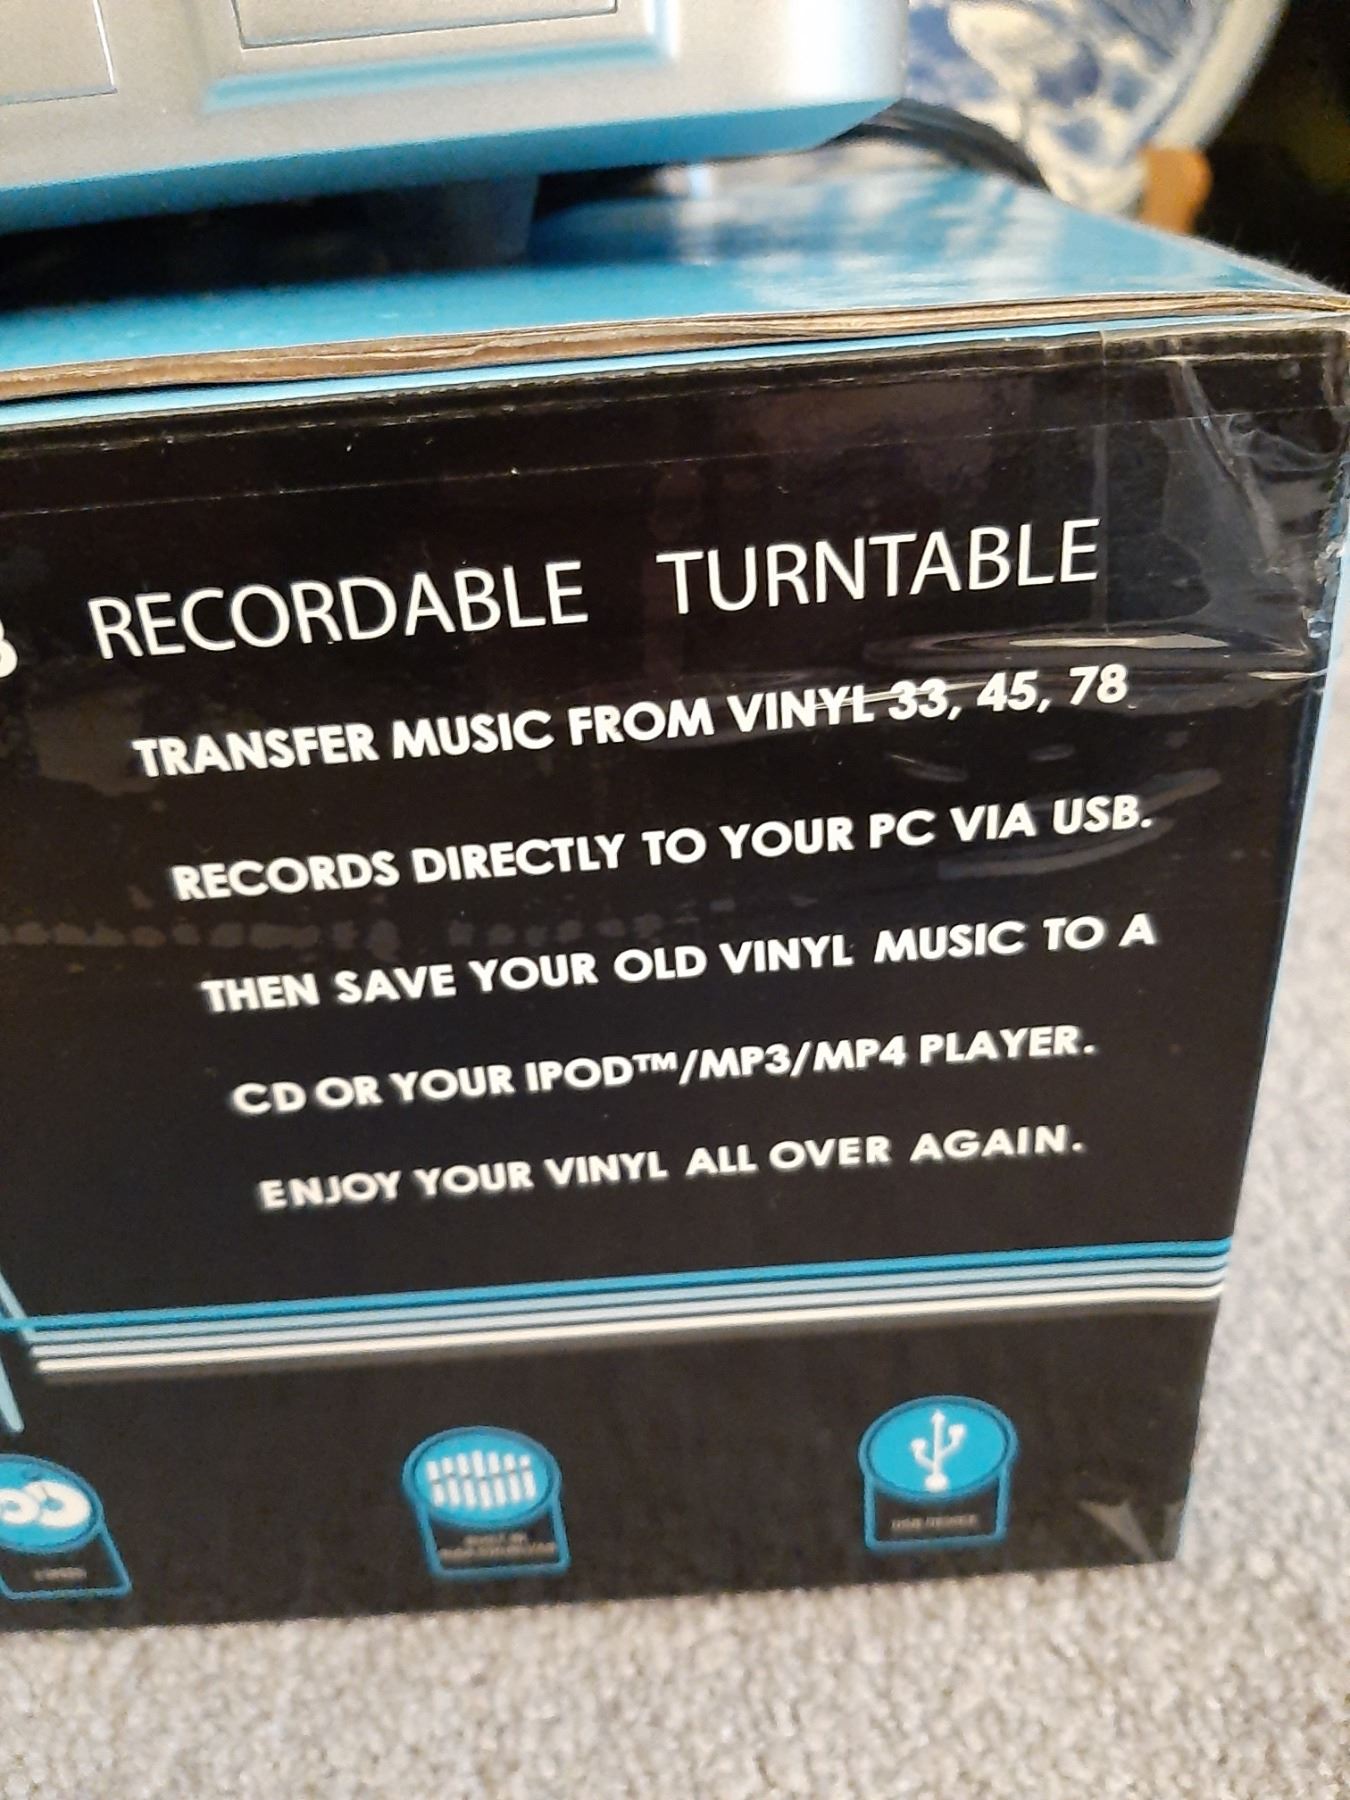 RECORDABLE TURNTABLE
TRANSFER MUSIC FROM VINYL 33, 45, 78
RECORDS DIRECTLY TO YOUR PC VIA USB.
THEN SAVE YOUR OLD VINYL MUSIC TO A
CD OR YOUR IPOD™/MP3/MP4 PLAYER.
ENJOY YOUR VINYL ALL OVER AGAIN.